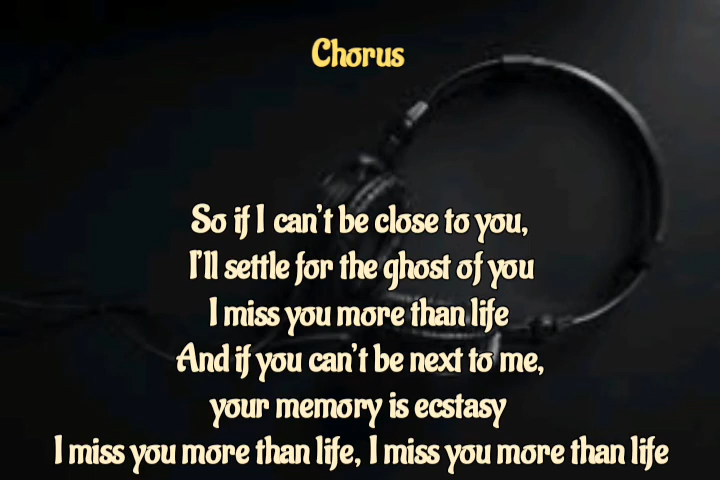 Chorus
So if I can't be close to you,
I'll settle for the ghost of you
I miss you more than life
And if you can't be next to me,
your memory is ecstasy
I miss you more than life, I miss you more than life